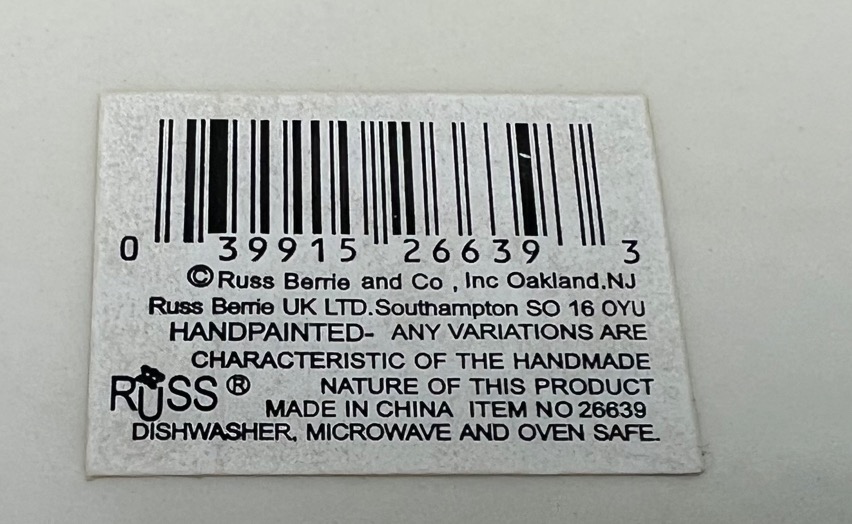 0 39915 26639 3
© Russ Berrie and Co , Inc Oakland.NJ
Russ Berrie UK LTD.Southampton SO 16 OYU
HANDPAINTED- ANY VARIATIONS ARE
CHARACTERISTIC OF THE HANDMADE
NATURE OF THIS PRODUCT
RUSS ®
MADE IN CHINA ITEM NO 26639
DISHWASHER, MICROWAVE AND OVEN SAFE.